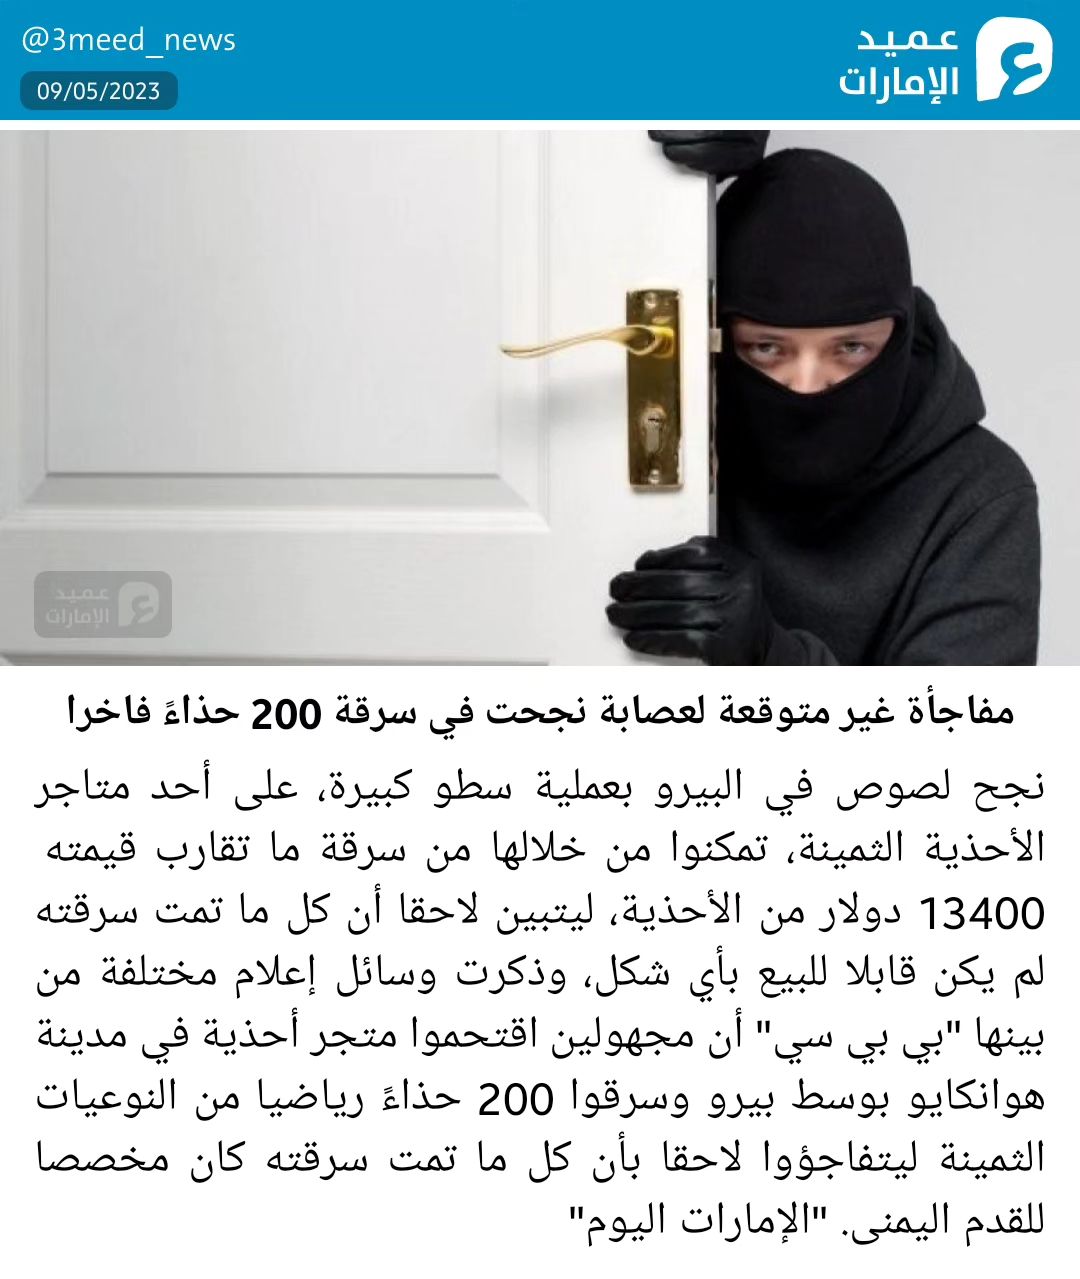 @3meed_news
عميد
الإمارات
09/05/2023
عميد
الإمارات
مفاجأة غير متوقعة لعصابة نجحت في سرقة 200 حذاءً فاخرا
نجح لصوص في البيرو بعملية سطو كبيرة، على أحد متاجر
الأحذية الثمينة، تمكنوا من خلالها من سرقة ما تقارب قيمته
13400 دولار من الأحذية، ليتبين لاحقا أن كل ما تمت سرقته
لم يكن قابلا للبيع بأي شكل، وذكرت وسائل إعلام مختلفة من
بينها "بي بي سي" أن مجهولين اقتحموا متجر أحذية في مدينة
هوانكايو بوسط بيرو وسرقوا 200 حذاءً رياضيا من النوعيات
الثمينة ليتفاجؤوا لاحقا بأن كل ما تمت سرقته كان مخصصا
للقدم اليمنى. "الإمارات اليوم"